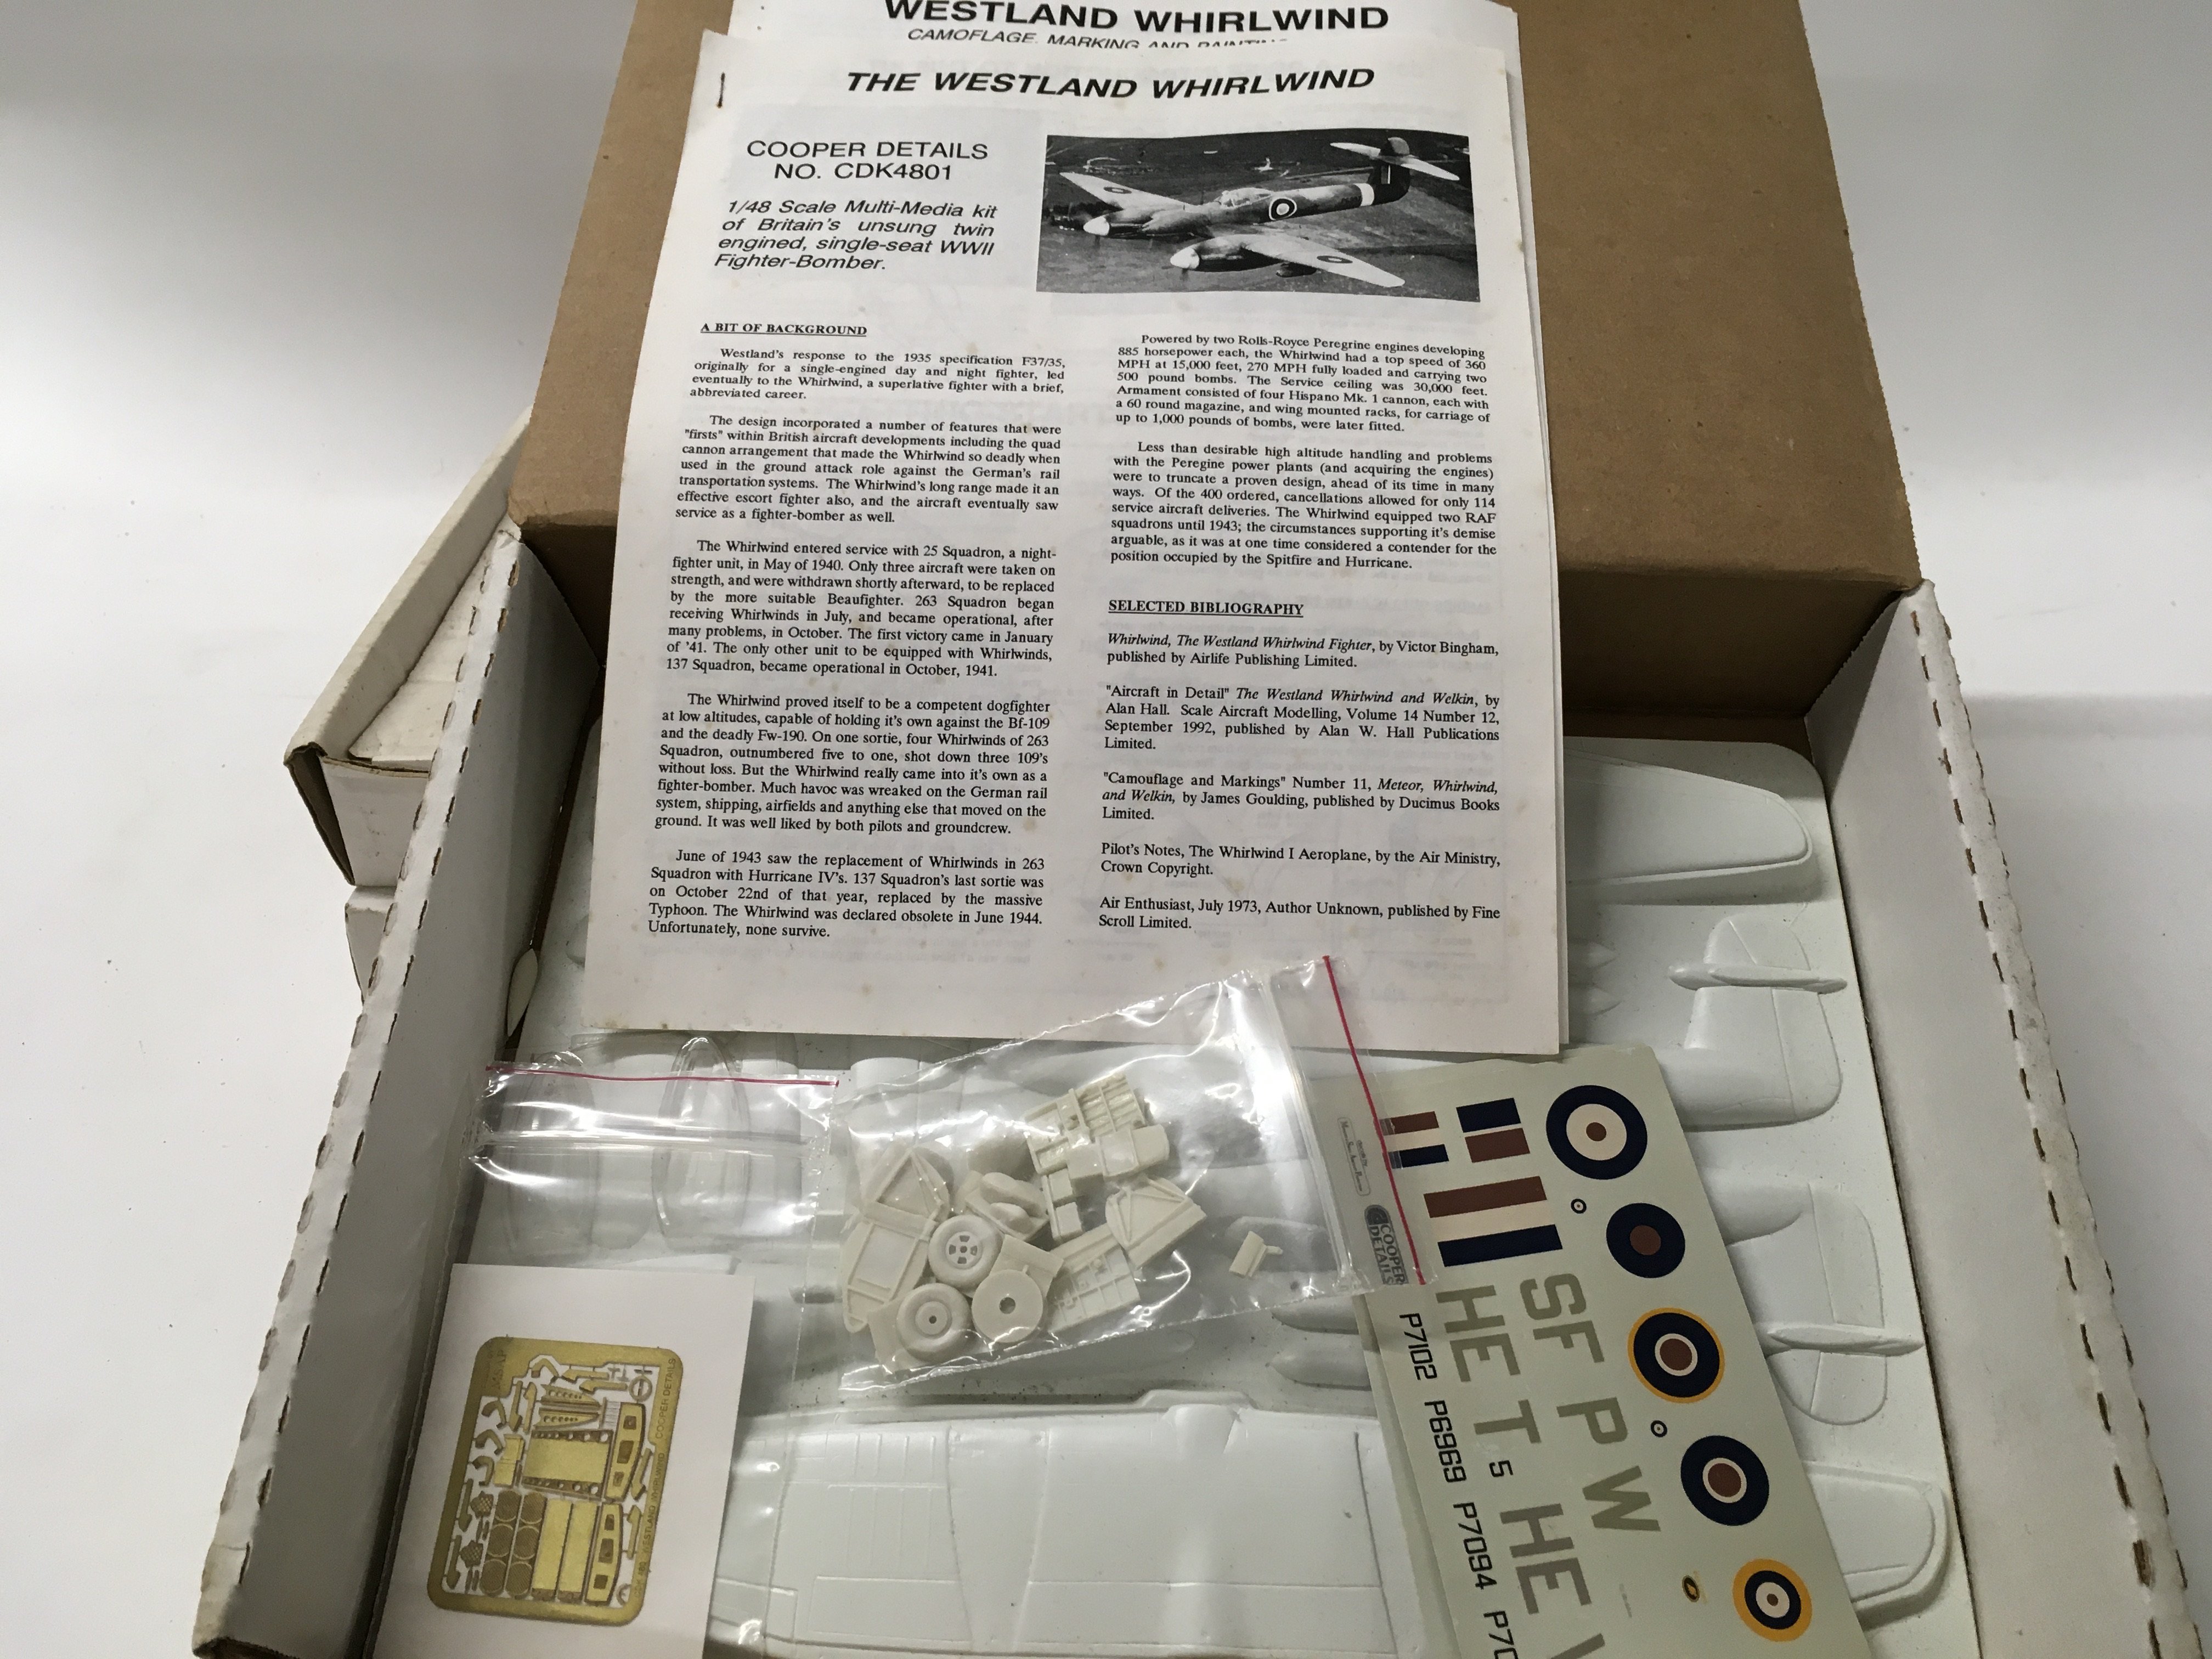 WESTLAND WHIRLWIND
CAMOFLAGE, MARKING AND
THE WESTLAND WHIRLWIND
COOPER DETAILS
NO. CDK4801
1/48 Scale Multi-Media kit
of Britain's unsung twin
engined, single-seat WWII
Fighter-Bomber.
A BIT OF BACKGROUND
Westland's response to the 1935 specification F37/35,
originally for a single-engined day and night fighter, led
eventually to the Whirlwind, a superlative fighter with a brief,
abbreviated career.
The design incorporated a number of features that were
"firsts" within British aircraft developments including the quad
cannon arrangement that made the Whirlwind so deadly when
used in the ground attack role against the German's rail
transportation systems. The Whirlwind's long range made it an
effective escort fighter also, and the aircraft eventually saw
service as a fighter-bomber as well.
The Whirlwind entered service with 25 Squadron, a night-
fighter unit, in May of 1940. Only three aircraft were taken on
strength, and were withdrawn shortly afterward, to be replaced
by the more suitable Beaufighter. 263 Squadron began
receiving Whirlwinds in July, and became operational, after
many problems, in October. The first victory came in January
of '41. The only other unit to be equipped with Whirlwinds,
137 Squadron, became operational in October, 1941.
The Whirlwind proved itself to be a competent dogfighter
at low altitudes, capable of holding it's own against the Bf-109
and the deadly Fw-190. On one sortie, four Whirlwinds of 263
Squadron, outnumbered five to one, shot down three 109's
without loss. But the Whirlwind really came into it's own as a
fighter-bomber. Much havoc was wreaked on the German rail
system, shipping, airfields and anything else that moved on the
ground. It was well liked by both pilots and groundcrew.
June of 1943 saw the replacement of Whirlwinds in 263
Squadron with Hurricane IV's. 137 Squadron's last sortie was
on October 22nd of that year, replaced by the massive
Typhoon. The Whirlwind was declared obsolete in June 1944.
Unfortunately, none survive.
Powered by two Rolls-Royce Peregrine engines developing
885 horsepower each, the Whirlwind had a top speed of 360
MPH at 15,000 feet, 270 MPH fully loaded and carrying two
500 pound bombs. The Service ceiling was 30,000 feet.
Armament consisted of four Hispano Mk. 1 cannon, each with
a 60 round magazine, and wing mounted racks, for carriage of
up to 1,000 pounds of bombs, were later fitted.
Less than desirable high altitude handling and problems
with the Peregine power plants (and acquiring the engines)
were to truncate a proven design, ahead of its time in many
ways. Of the 400 ordered, cancellations allowed for only 114
service aircraft deliveries. The Whirlwind equipped two RAF
squadrons until 1943; the circumstances supporting it's demise
arguable, as it was at one time considered a contender for the
position occupied by the Spitfire and Hurricane.
SELECTED BIBLIOGRAPHY
Whirlwind, The Westland Whirlwind Fighter, by Victor Bingham,
published by Airlife Publishing Limited.
"Aircraft in Detail" The Westland Whirlwind and Welkin, by
Alan Hall. Scale Aircraft Modelling, Volume 14 Number 12,
September 1992, published by Alan W. Hall Publications
Limited.
"Camouflage and Markings" Number 11, Meteor, Whirlwind,
and Welkin, by James Goulding, published by Ducimus Books
Limited.
Pilot's Notes, The Whirlwind I Aeroplane, by the Air Ministry,
Crown Copyright.
Air Enthusiast, July 1973, Author Unknown, published by Fine
Scroll Limited.
COOPER
DETAILS
SF P W
HE T S HE
P7102 P6969 P7094 P70
WESTLAND WHIRLWIND COOPER DETAILS